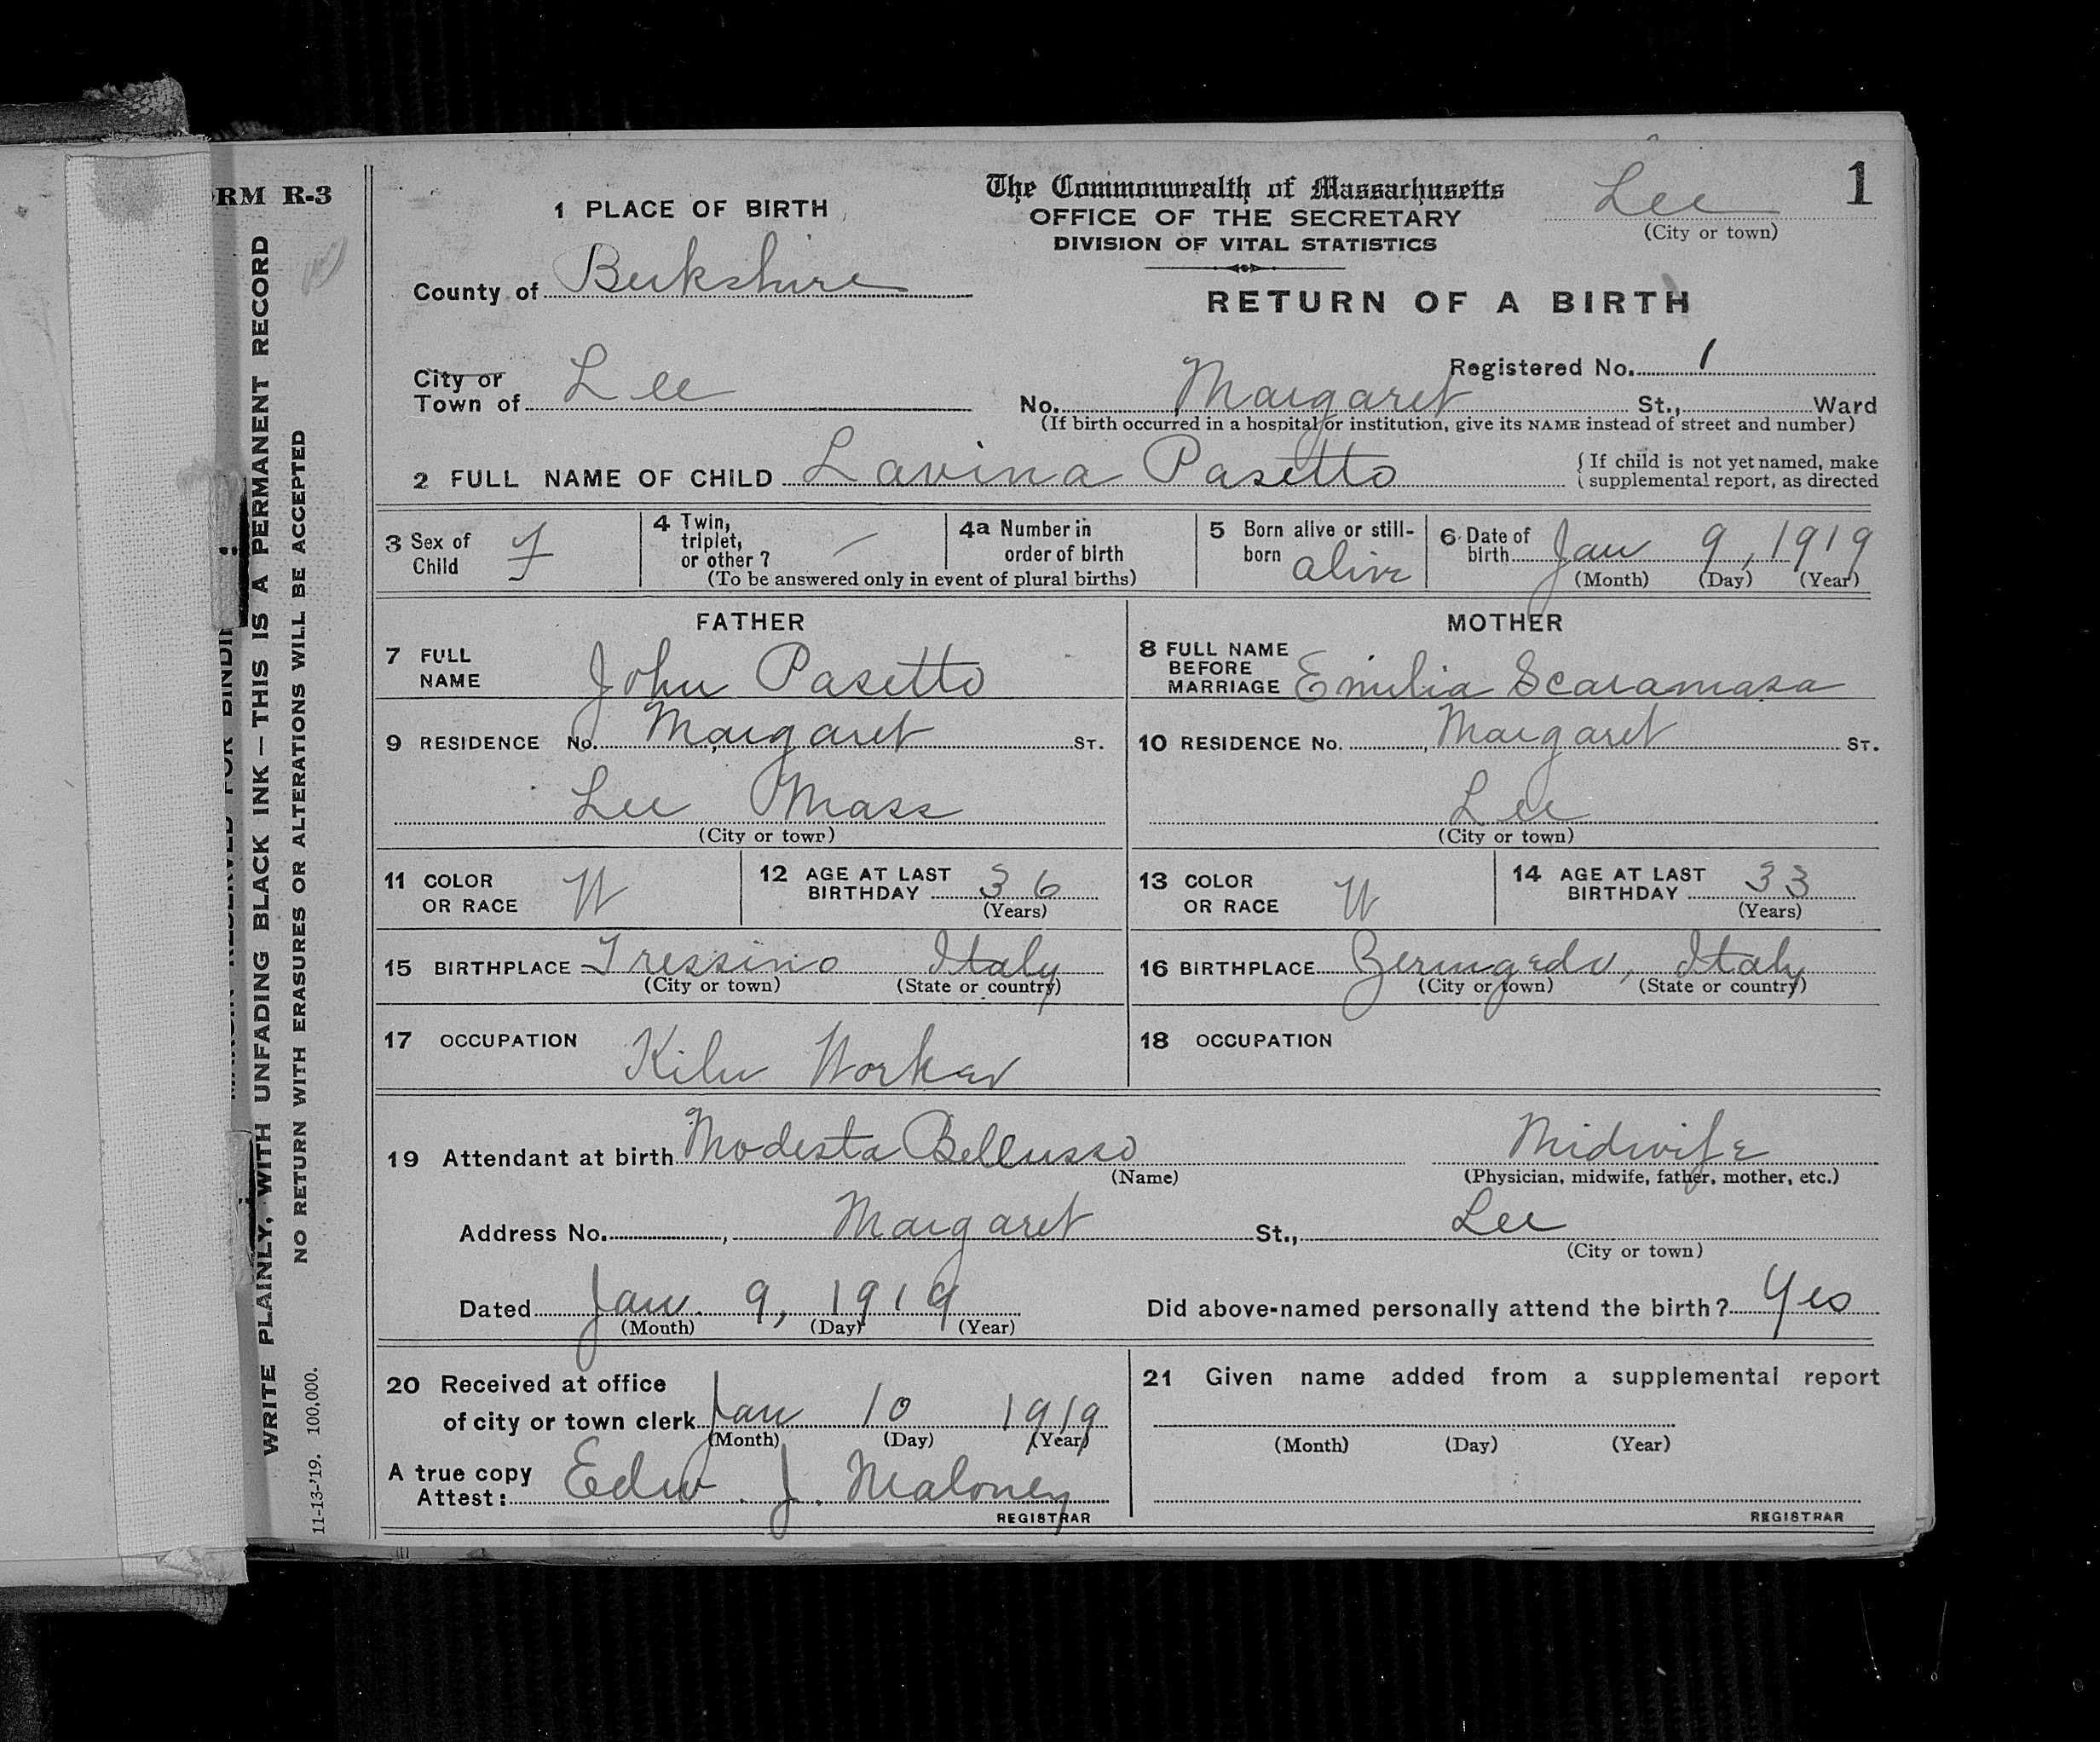 ORM R-3
WRITE PLAINLY, WITH UNFADING BLACK INK — THIS IS A PERMANENT RECORD
NO RETURN WITH ERASURES OR ALTERATIONS WILL BE ACCEPTED
11-13-'19. 100,000.
1
The Commonwealth of Massachusetts
OFFICE OF THE SECRETARY
DIVISION OF VITAL STATISTICS
Lee
(City or town)
1 PLACE OF BIRTH
County of Berkshire
RETURN OF A BIRTH
Registered No. 1
City or
Town of Lee
No. Margaret St., Ward
(If birth occurred in a hospital or institution, give its NAME instead of street and number)
2 FULL NAME OF CHILD Lavina Pasetto
{If child is not yet named, make
supplemental report, as directed
3 Sex of Child F
4 Twin, triplet, or other? —
4a Number in order of birth
(To be answered only in event of plural births)
5 Born alive or still-born alive
6 Date of birth Jan 9, 1919
(Month) (Day) (Year)
FATHER
7 FULL NAME John Pasetto
MOTHER
8 FULL NAME BEFORE MARRIAGE Emilia Scaramasa
9 RESIDENCE No. Margaret ST.
Lee Mass
(City or town)
10 RESIDENCE No. , Margaret ST.
Lee
(City or town)
11 COLOR OR RACE W
12 AGE AT LAST BIRTHDAY 36
(Years)
13 COLOR OR RACE W
14 AGE AT LAST BIRTHDAY 33
(Years)
15 BIRTHPLACE Tressino Italy
(City or town) (State or country)
16 BIRTHPLACE Italy
(City or town) (State or country)
17 OCCUPATION Kiln Worker
18 OCCUPATION
19 Attendant at birth Modesta Bellusso Midwife
(Name) (Physician, midwife, father, mother, etc.)
Address No. , Margaret St., Lee
(City or town)
Dated Jan. 9, 1919
(Month) (Day) (Year)
Did above-named personally attend the birth? Yes
20 Received at office
of city or town clerk Jan 10 1919
(Month) (Day) (Year)
A true copy
Attest: Edw. J. Maloney
REGISTRAR
21 Given name added from a supplemental report
(Month) (Day) (Year)
REGISTRAR